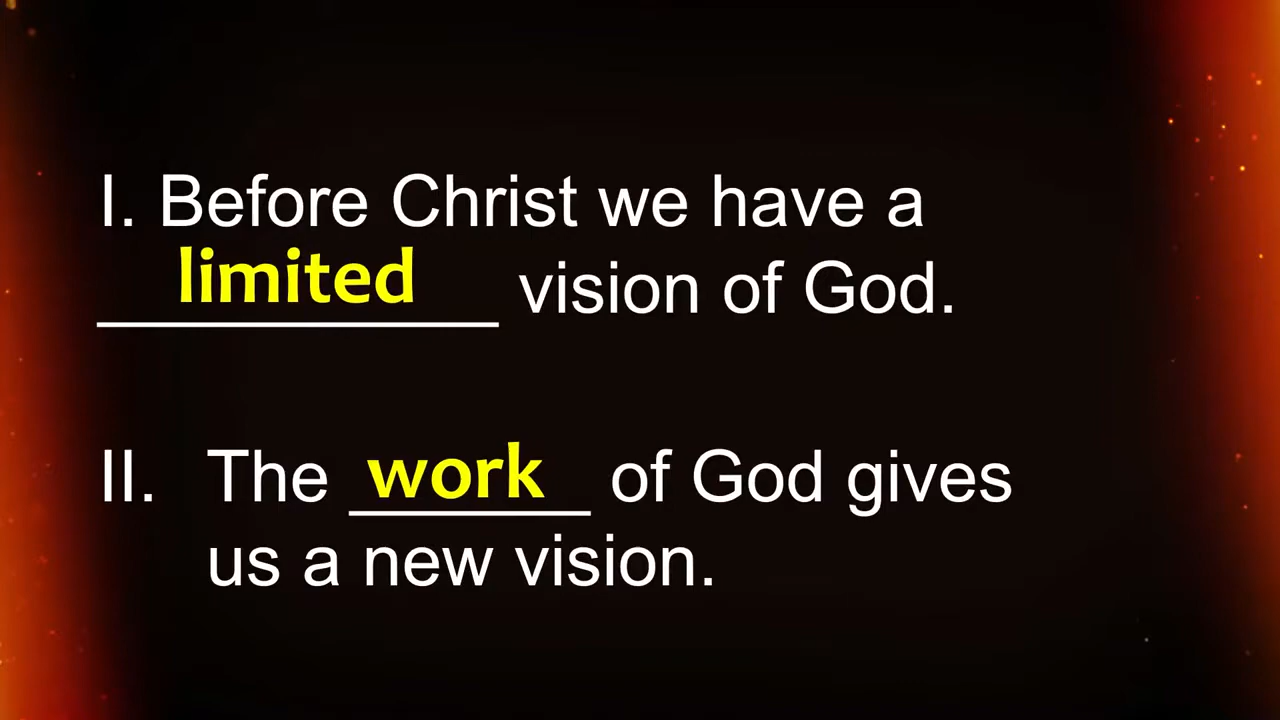 I. Before Christ we have a
limited vision of God.
II. The work of God gives
us a new vision.